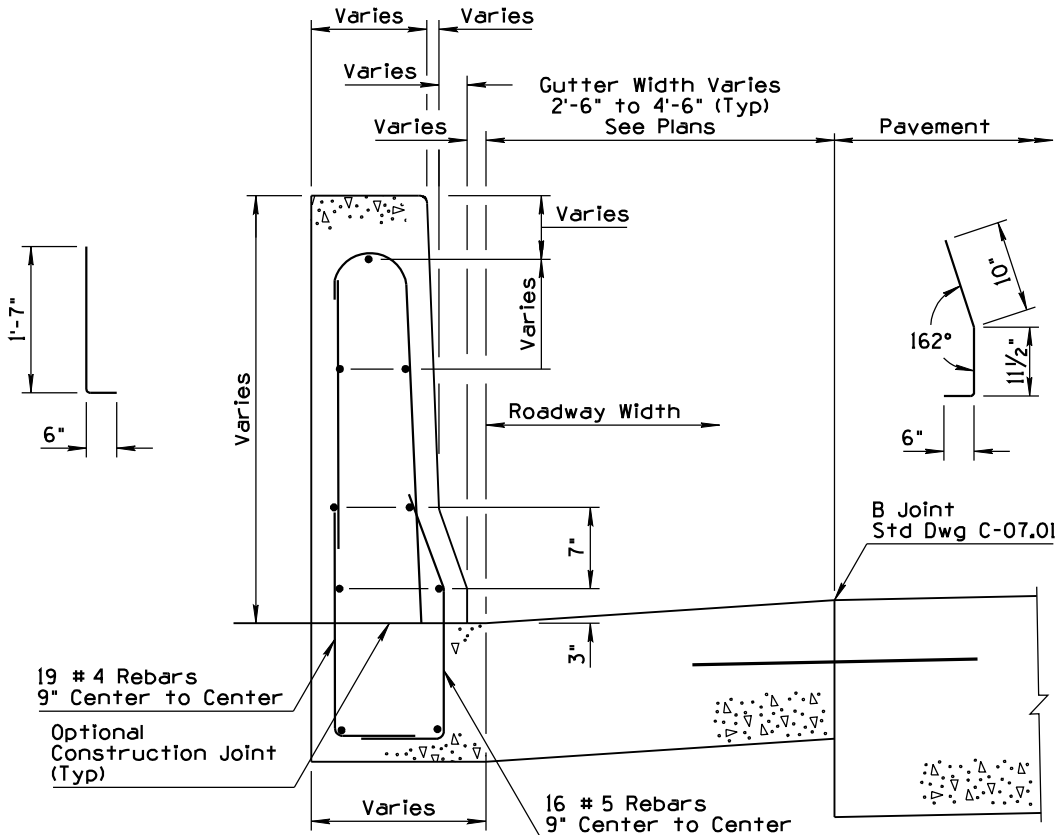 Varies
Varies
Varies
Gutter Width Varies
2'-6" to 4'-6" (Typ)
See Plans
Varies
Pavement
Varies
1'-7"
6"
Varies
Varies
Roadway Width
10"
162°
11 1/2"
6"
B Joint
Std Dwg C-07.01
7"
3"
19 #4 Rebars
9" Center to Center
Optional
Construction Joint
(Typ)
Varies
16 #5 Rebars
9" Center to Center